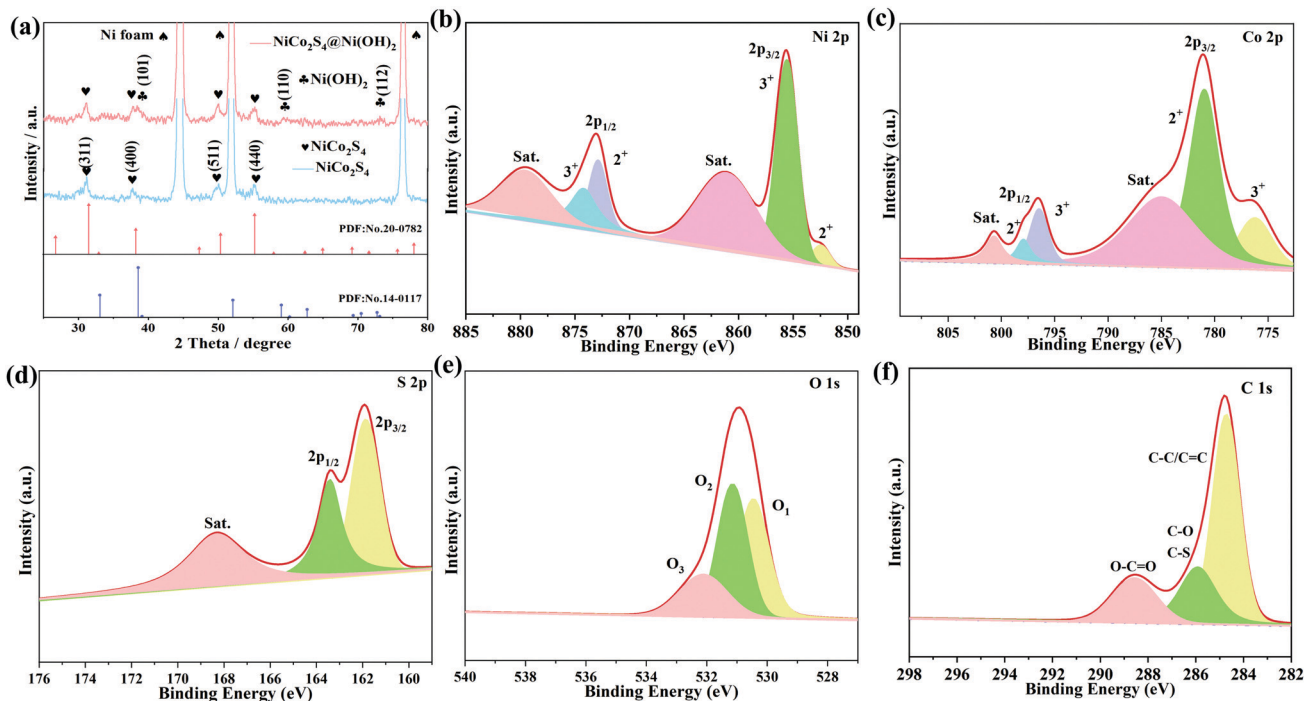 (a)
Ni foam ♠
♠
♠
NiCo2S4@Ni(OH)2
♥
♥
♣ (101)
♣ Ni(OH)2
♥
♥
♣ (110)
♣ (112)
♥ (311)
♥ (400)
♥ (511)
♥ (440)
♥ NiCo2S4
NiCo2S4
PDF:No.20-0782
PDF:No.14-0117
Intensity / a.u.
30 40 50 60 70 80
2 Theta / degree
(b)
Ni 2p
2p3/2
3+
2p1/2
Sat.
3+
2+
Sat.
2+
Intensity (a.u.)
885 880 875 870 865 860 855 850
Binding Energy (eV)
(c)
Co 2p
2p3/2
2+
Sat.
3+
2p1/2
3+
Sat.
2+
Intensity (a.u.)
805 800 795 790 785 780 775
Binding Energy (eV)
(d)
S 2p
2p3/2
2p1/2
Sat.
Intensity (a.u.)
176 174 172 170 168 166 164 162 160
Binding Energy (eV)
(e)
O 1s
O2
O1
O3
Intensity (a.u.)
540 538 536 534 532 530 528
Binding Energy (eV)
(f)
C 1s
C-C/C=C
C-O
C-S
O-C=O
Intensity (a.u.)
298 296 294 292 290 288 286 284 282
Binding Energy (eV)